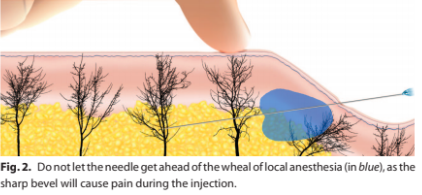 Fig. 2. Do not let the needle get ahead of the wheal of local anesthesia (in blue), as the
sharp bevel will cause pain during the injection.